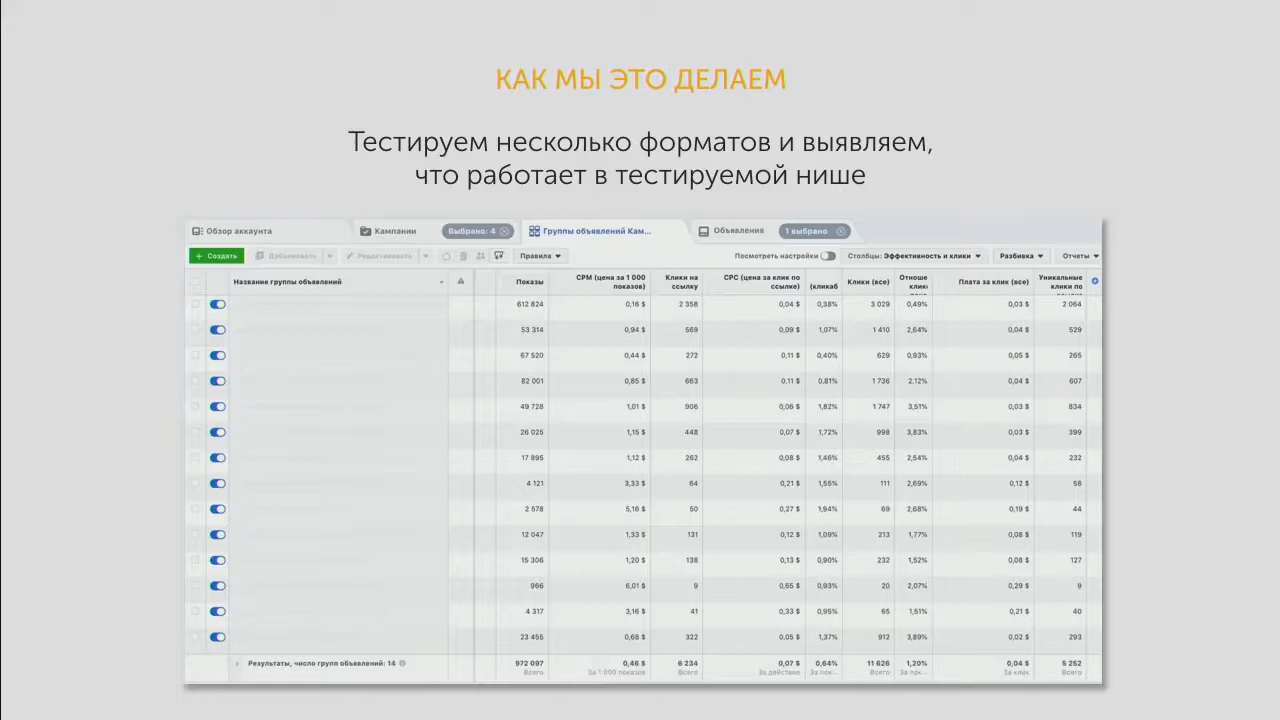 КАК МЫ ЭТО ДЕЛАЕМ
Тестируем несколько форматов и выявляем,
что работает в тестируемой нише
Обзор аккаунта Кампании Выбрано: 4 Группы объявлений Кам... Объявления 1 выбрано
+ Создать Дублировать Редактировать Правила Посмотреть настройки Столбцы: Эффективность и клики Разбивка Отчеты
Название группы объявлений Показы CPM (цена за 1 000 показов) Клики на ссылку CPC (цена за клик по ссылке) (кликаб Клики (все) Отноше клик Плата за клик (все) Уникальные клики по
612 824 0,16 $ 2 358 0,04 $ 0,38% 3 029 0,49% 0,03 $ 2 064
53 314 0,94 $ 569 0,09 $ 1,07% 1 410 2,64% 0,04 $ 529
67 520 0,44 $ 272 0,11 $ 0,40% 629 0,93% 0,05 $ 265
82 001 0,85 $ 663 0,11 $ 0,81% 1 736 2,12% 0,04 $ 607
49 728 1,01 $ 906 0,06 $ 1,82% 1 747 3,51% 0,03 $ 834
26 025 1,15 $ 448 0,07 $ 1,72% 998 3,83% 0,03 $ 399
17 895 1,12 $ 262 0,08 $ 1,46% 455 2,54% 0,04 $ 232
4 121 3,33 $ 64 0,21 $ 1,55% 111 2,69% 0,12 $ 58
2 578 5,16 $ 50 0,27 $ 1,94% 69 2,68% 0,19 $ 44
12 047 1,33 $ 131 0,12 $ 1,09% 213 1,77% 0,08 $ 119
15 306 1,20 $ 138 0,13 $ 0,90% 232 1,52% 0,08 $ 127
966 6,01 $ 9 0,65 $ 0,93% 20 2,07% 0,29 $ 9
4 317 3,16 $ 41 0,33 $ 0,95% 65 1,51% 0,21 $ 40
23 455 0,68 $ 322 0,05 $ 1,37% 912 3,89% 0,02 $ 293
Результаты, число групп объявлений: 14 972 097 0,46 $ 6 234 0,07 $ 0,64% 11 626 1,20% 0,04 $ 5 252
Всего За 1 000 показов Всего За действие За пок... Всего За пок... За клик Всего